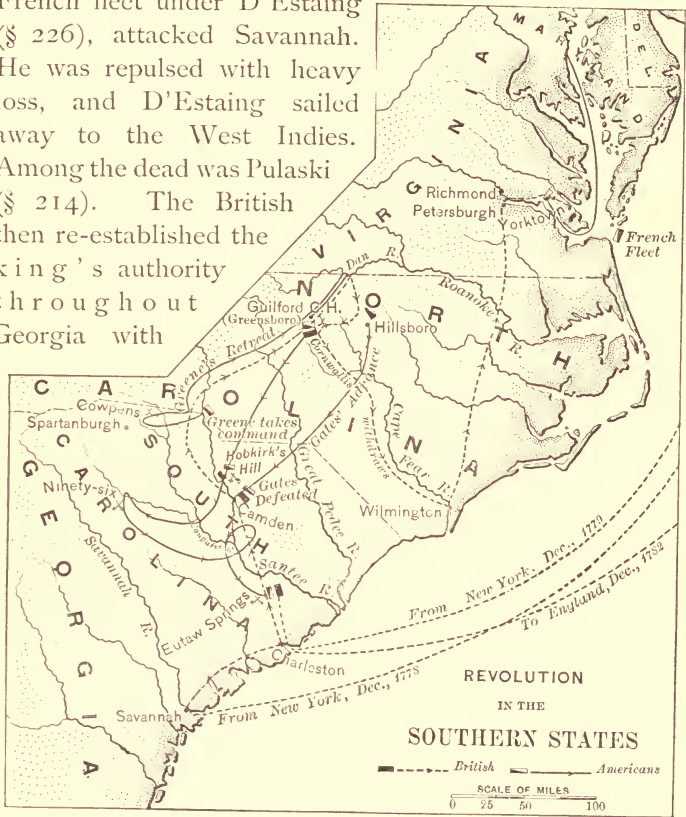 French fleet under D'Estaing
(§ 226), attacked Savannah.
He was repulsed with heavy
loss, and D'Estaing sailed
away to the West Indies.
Among the dead was Pulaski
(§ 214). The British
then re-established the
king's authority
throughout
Georgia with
MARYLAND
DEL.
VIRGINIA
Richmond
Petersburgh
Yorktown
French
Fleet
Dan R.
Roanoke R.
NORTH CAROLINA
Guilford C.H.
(Greensboro)
Hillsboro
Greene's Retreat
Cornwallis
withdraws
Gates' Advance
Cape Fear R.
Cowpens
Spartanburgh
Greene takes
command
Hobkirk's
Hill
Gates
Defeated
Great Pedee R.
Camden
Wilmington
SOUTH CAROLINA
Ninety-six
Congaree R.
Santee R.
Savannah R.
Eutaw Springs
Charleston
GEORGIA
Savannah
From New York, Dec., 1779
To England, Dec., 1782
From New York, Dec., 1778
REVOLUTION
IN THE
SOUTHERN STATES
British
Americans
SCALE OF MILES
0 25 50 100